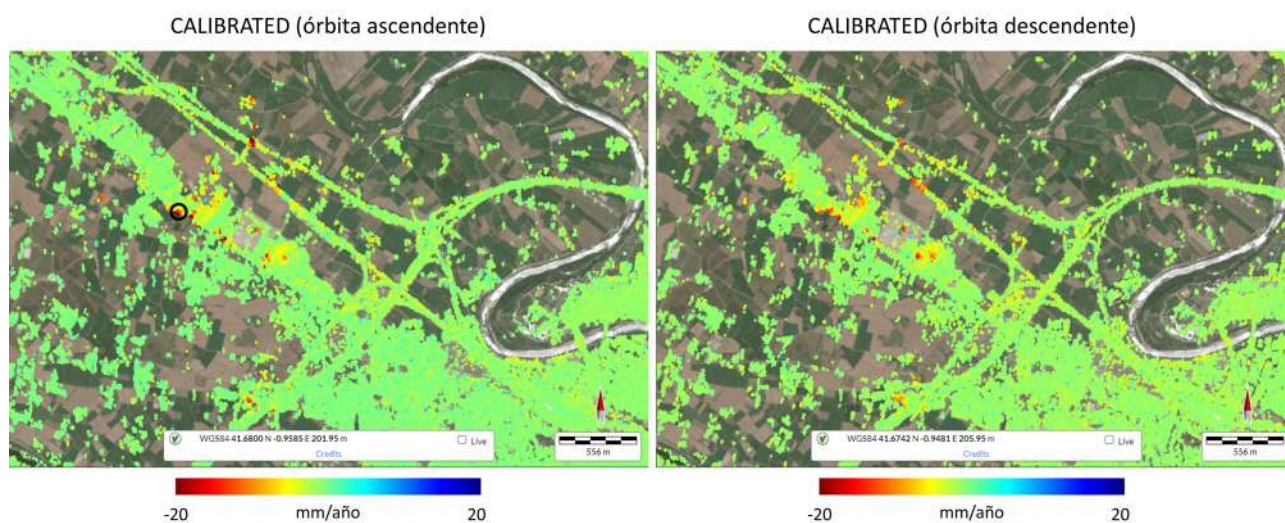 CALIBRATED (órbita ascendente)
CALIBRATED (órbita descendente)
WGS84 41.6800 N -0.9585 E 201.95 m
Live
Credits
556 m
WGS84 41.6742 N -0.9481 E 205.95 m
Live
Credits
556 m
-20
mm/año
20
-20
mm/año
20